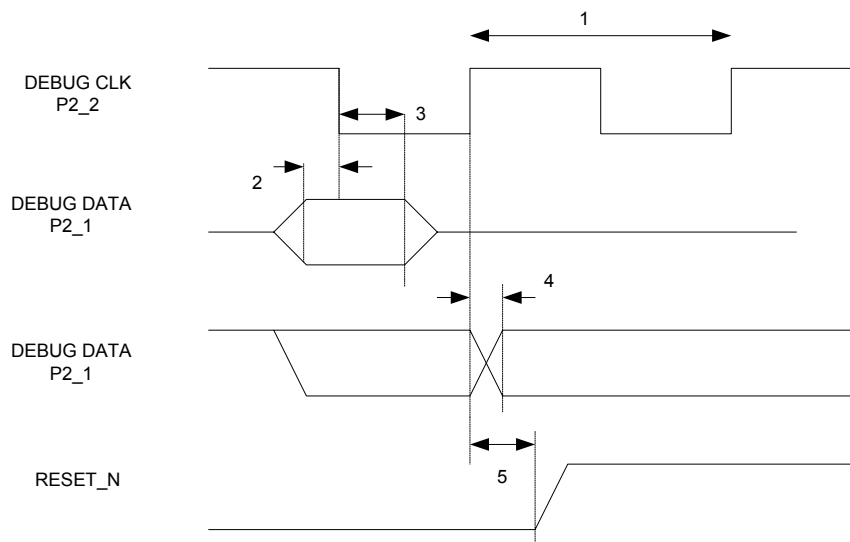 1
DEBUG CLK
P2_2
3
2
DEBUG DATA
P2_1
4
DEBUG DATA
P2_1
5
RESET_N